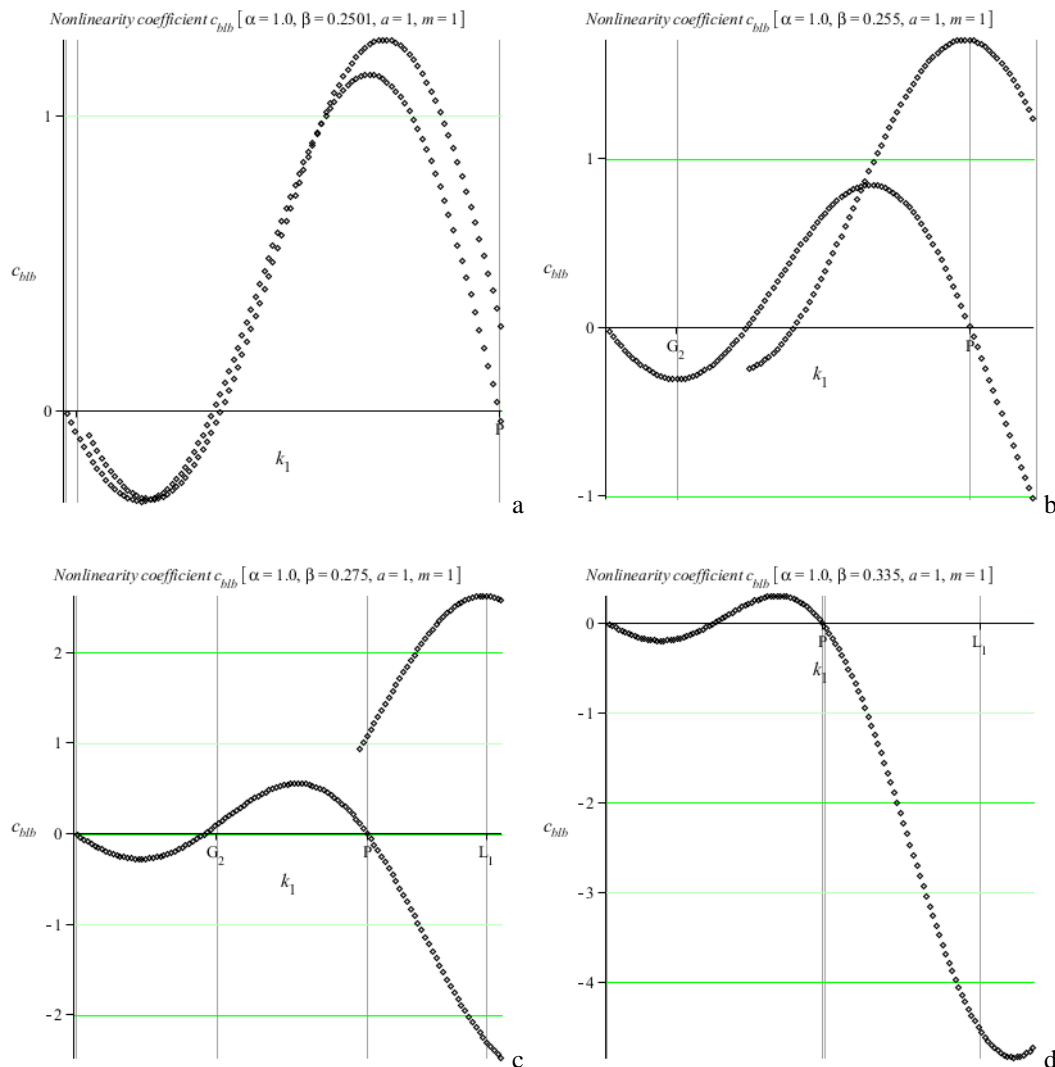 Nonlinearity coefficient c_blb [ α = 1.0, β = 0.2501, a = 1, m = 1 ]
1
c_blb
0
P
k_1
a
Nonlinearity coefficient c_blb [ α = 1.0, β = 0.255, a = 1, m = 1 ]
1
c_blb
0
G_2
P
k_1
-1
b
Nonlinearity coefficient c_blb [ α = 1.0, β = 0.275, a = 1, m = 1 ]
2
1
c_blb
0
G_2
P
L_1
k_1
-1
-2
c
Nonlinearity coefficient c_blb [ α = 1.0, β = 0.335, a = 1, m = 1 ]
0
P
L_1
k_1
-1
-2
c_blb
-3
-4
d